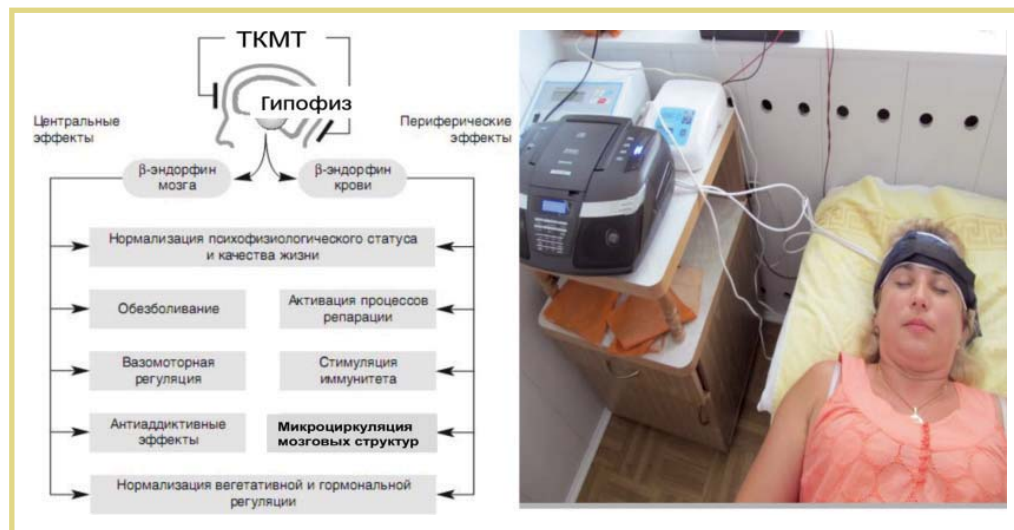 ТКМТ
Гипофиз
Центральные
эффекты
Периферические
эффекты
β-эндорфин
мозга
β-эндорфин
крови
Нормализация психофизиологического статуса
и качества жизни
Обезболивание
Активация процессов
репарации
Вазомоторная
регуляция
Стимуляция
иммунитета
Антиаддиктивные
эффекты
Микроциркуляция
мозговых структур
Нормализация вегетативной и гормональной
регуляции